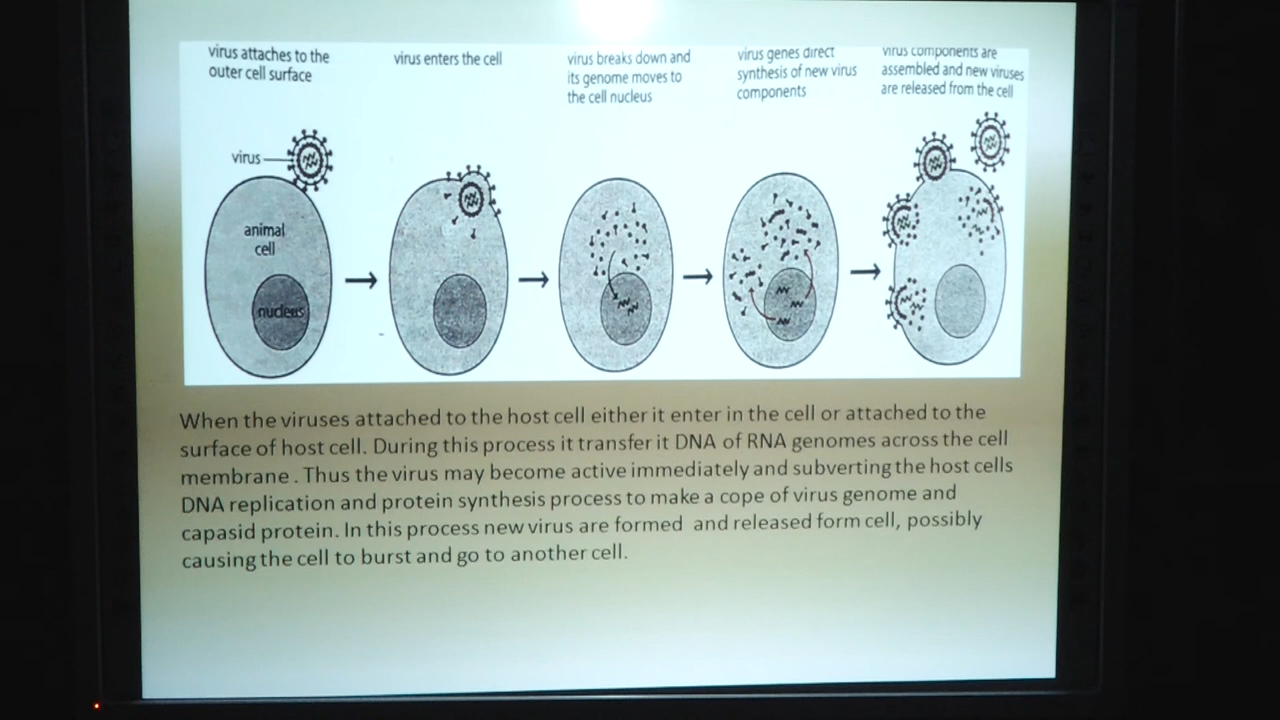 virus attaches to the
outer cell surface
virus enters the cell
virus breaks down and
its genome moves to
the cell nucleus
virus genes direct
synthesis of new virus
components
virus components are
assembled and new viruses
are released from the cell
virus
animal
cell
nucleus
When the viruses attached to the host cell either it enter in the cell or attached to the
surface of host cell. During this process it transfer it DNA of RNA genomes across the cell
membrane . Thus the virus may become active immediately and subverting the host cells
DNA replication and protein synthesis process to make a cope of virus genome and
capasid protein. In this process new virus are formed and released form cell, possibly
causing the cell to burst and go to another cell.